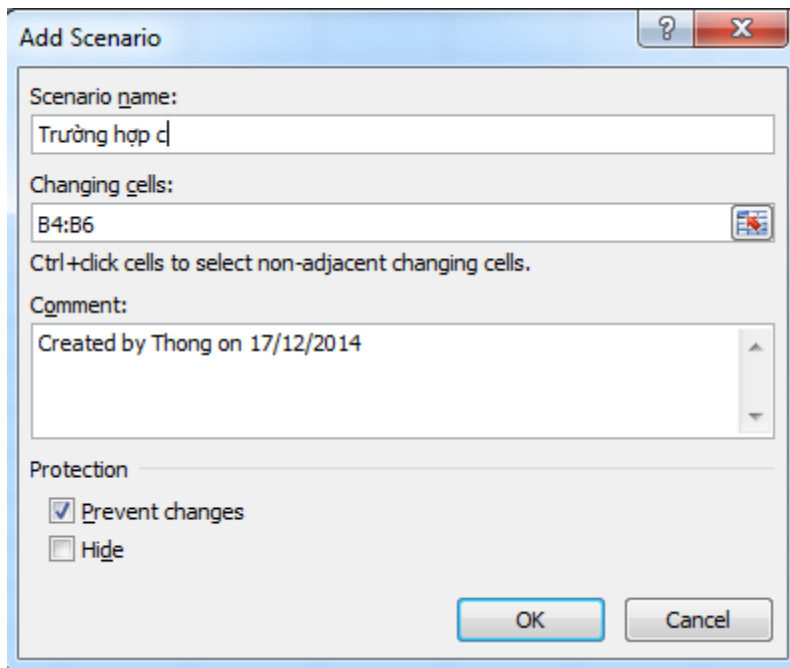 Add Scenario
Scenario name:
Trường hợp c
Changing cells:
B4:B6
Ctrl+click cells to select non-adjacent changing cells.
Comment:
Created by Thong on 17/12/2014
Protection
Prevent changes
Hide
OK
Cancel